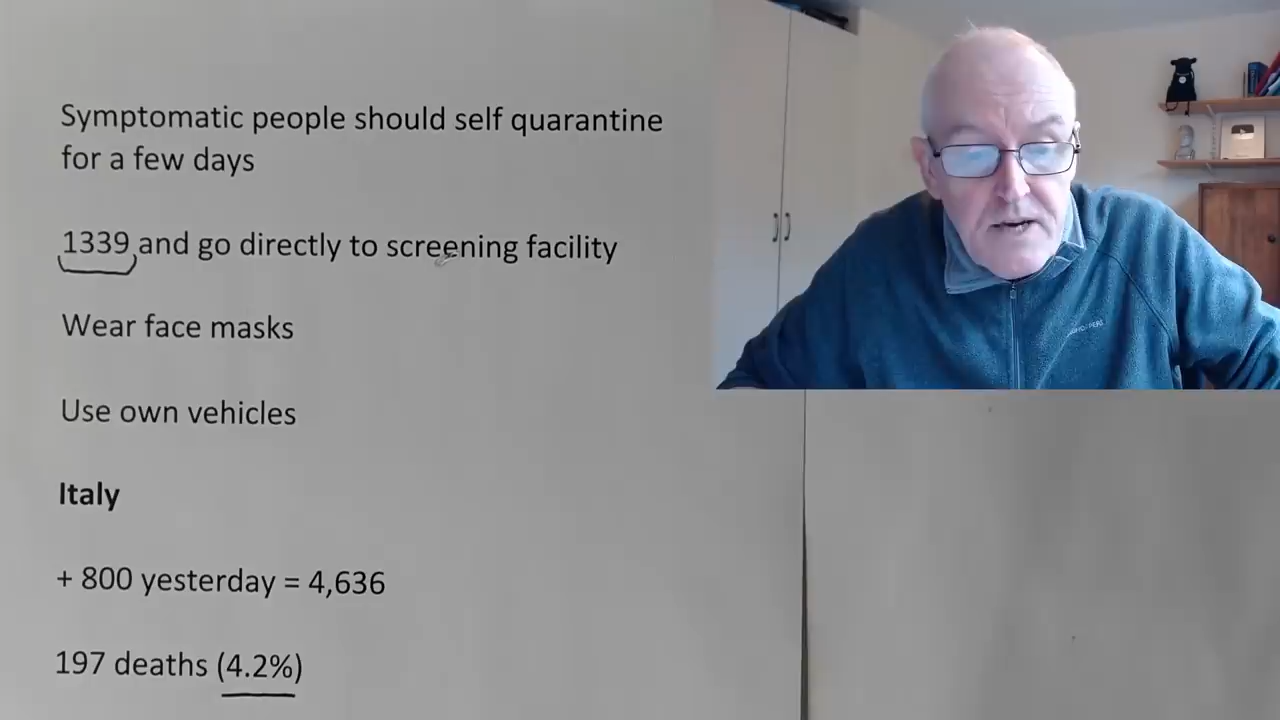 Symptomatic people should self quarantine
for a few days
1339 and go directly to screening facility
Wear face masks
Use own vehicles
Italy
+ 800 yesterday = 4,636
197 deaths (4.2%)